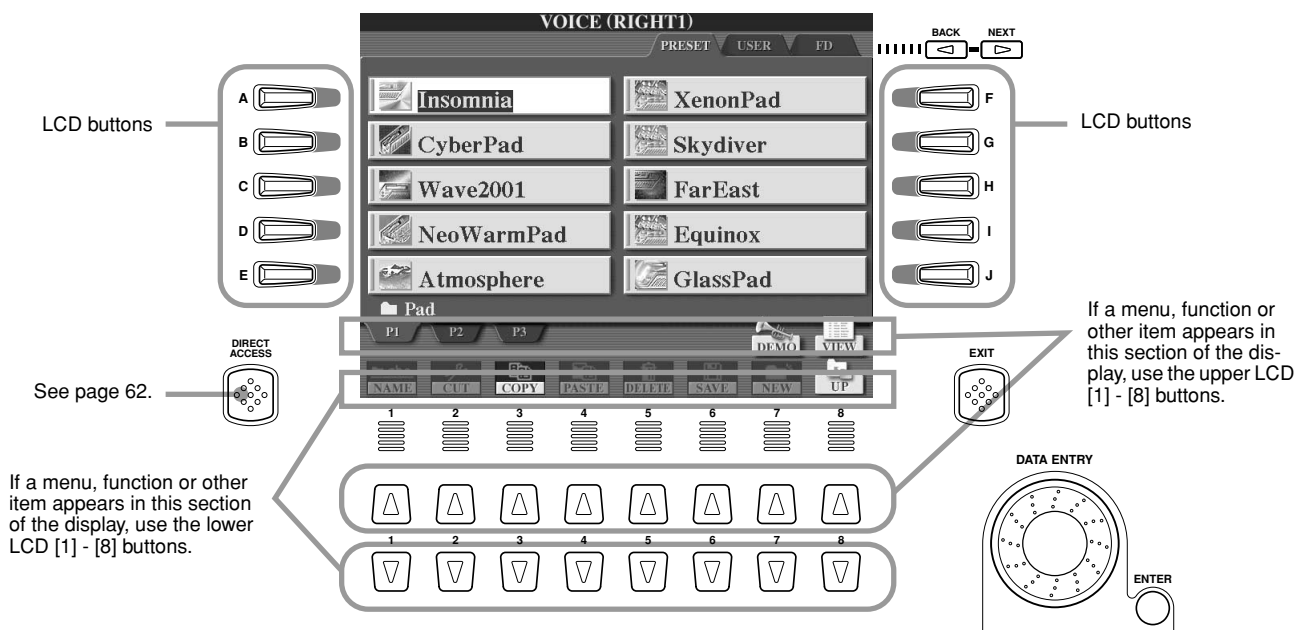 VOICE (RIGHT1)
PRESET USER FD
BACK NEXT
LCD buttons
A
B
C
D
E
Insomnia
CyberPad
Wave2001
NeoWarmPad
Atmosphere
XenonPad
Skydiver
FarEast
Equinox
GlassPad
F
G
H
I
J
LCD buttons
Pad
P1 P2 P3
DEMO VIEW
NAME CUT COPY PASTE DELETE SAVE NEW UP
DIRECT
ACCESS
See page 62.
EXIT
If a menu, function or
other item appears in
this section of the dis-
play, use the upper LCD
[1] - [8] buttons.
1 2 3 4 5 6 7 8
If a menu, function or other
item appears in this section
of the display, use the lower
LCD [1] - [8] buttons.
1 2 3 4 5 6 7 8
DATA ENTRY
ENTER